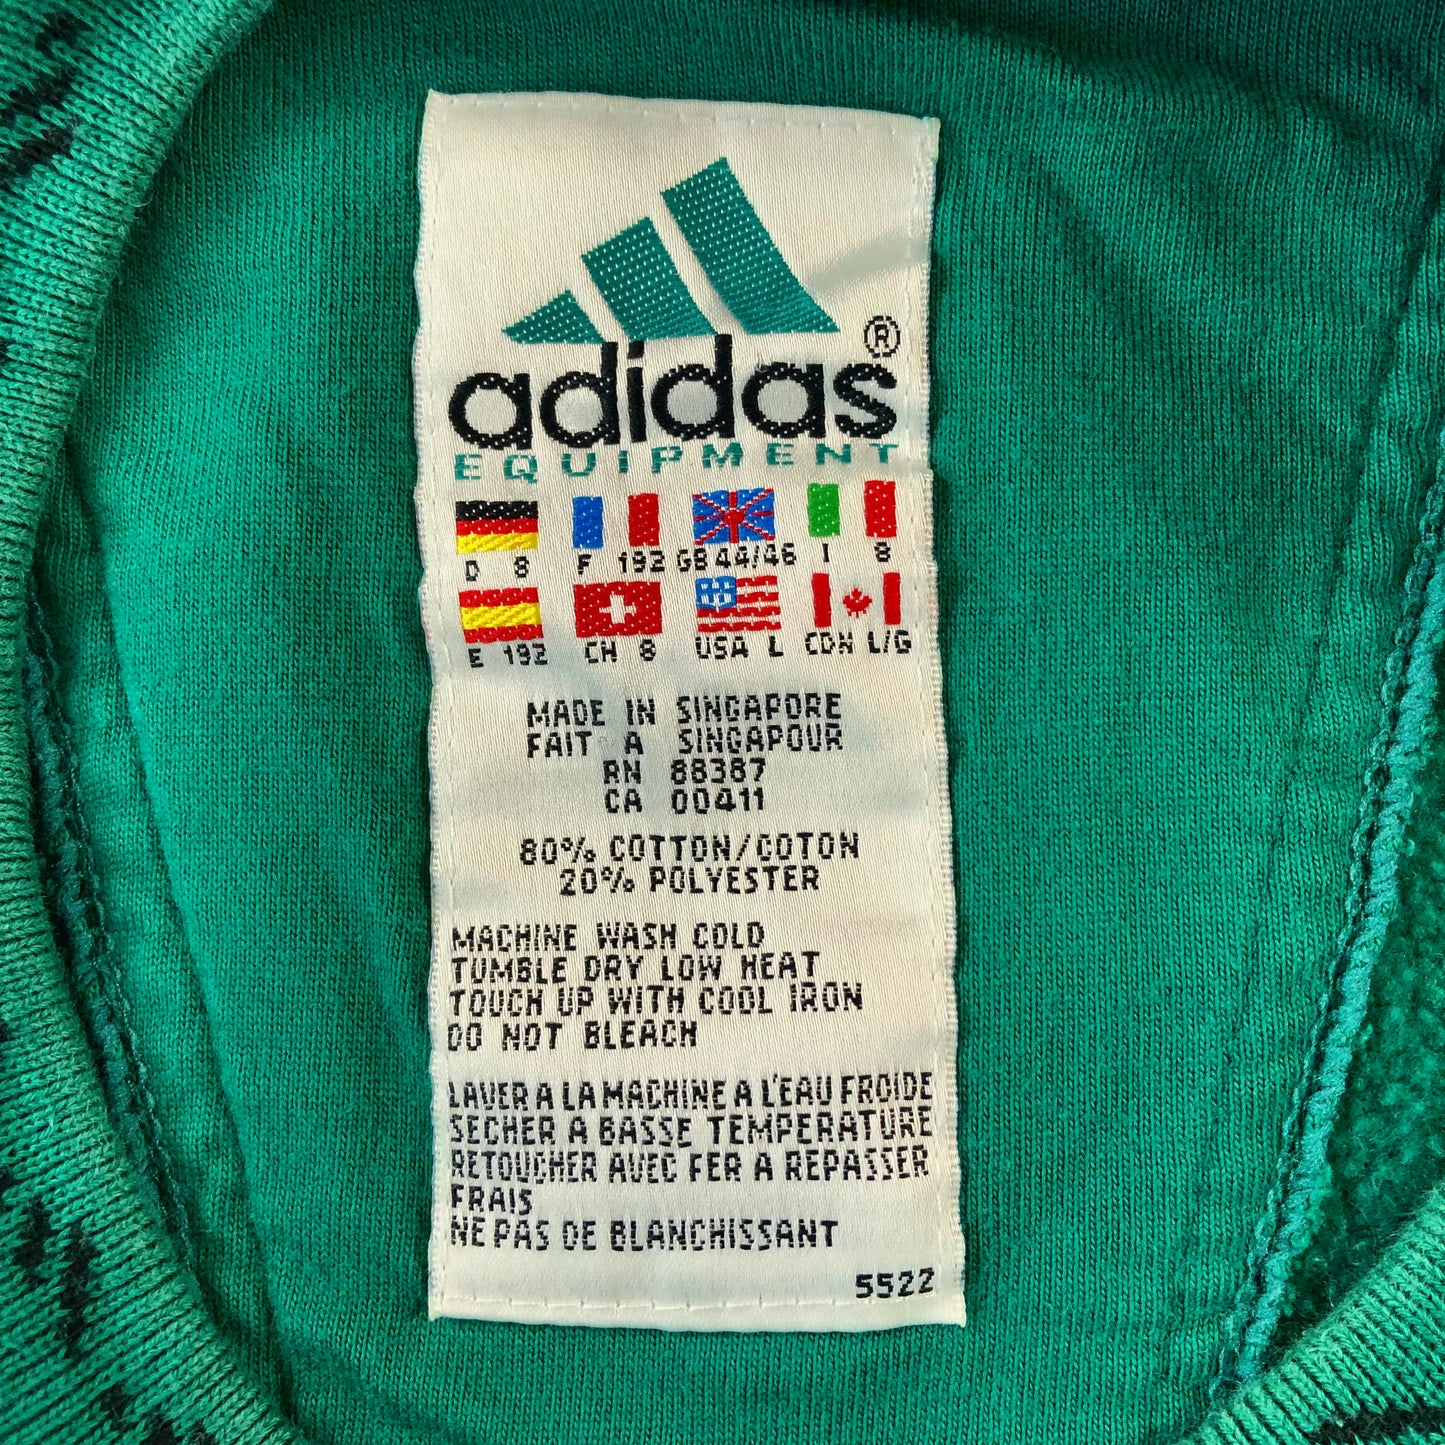 adidas®
EQUIPMENT
D 8 F 192 GB 44/46 I 8
E 192 CH 8 USA L CDN L/G
MADE IN SINGAPORE
FAIT A SINGAPOUR
RN 88387
CA 00411
80% COTTON/COTON
20% POLYESTER
MACHINE WASH COLD
TUMBLE DRY LOW HEAT
TOUCH UP WITH COOL IRON
DO NOT BLEACH
LAVER A LA MACHINE A L'EAU FROIDE
SECHER A BASSE TEMPERATURE
RETOUCHER AVEC FER A REPASSER
FRAIS
NE PAS DE BLANCHISSANT
5522